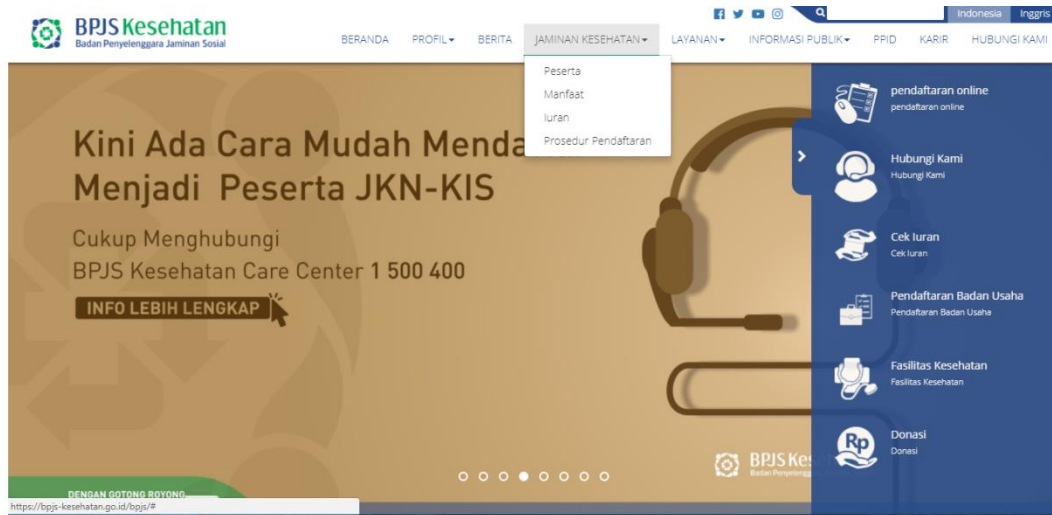 BPJS Kesehatan
Badan Penyelenggara Jaminan Sosial
Indonesia Inggris
BERANDA PROFIL BERITA JAMINAN KESEHATAN LAYANAN INFORMASI PUBLIK PPID KARIR HUBUNGI KAMI
Peserta
Manfaat
Iuran
Prosedur Pendaftaran
Kini Ada Cara Mudah Menda
Menjadi Peserta JKN-KIS
Cukup Menghubungi
BPJS Kesehatan Care Center 1 500 400
INFO LEBIH LENGKAP
pendaftaran online
pendaftaran online
Hubungi Kami
Hubungi Kami
Cek Iuran
Cek Iuran
Pendaftaran Badan Usaha
Pendaftaran Badan Usaha
Fasilitas Kesehatan
Fasilitas Kesehatan
Rp
Donasi
Donasi
BPJS Kes
Badan Penyelengg
DENGAN GOTONG ROYONG
https://bpjs-kesehatan.go.id/bpjs/#